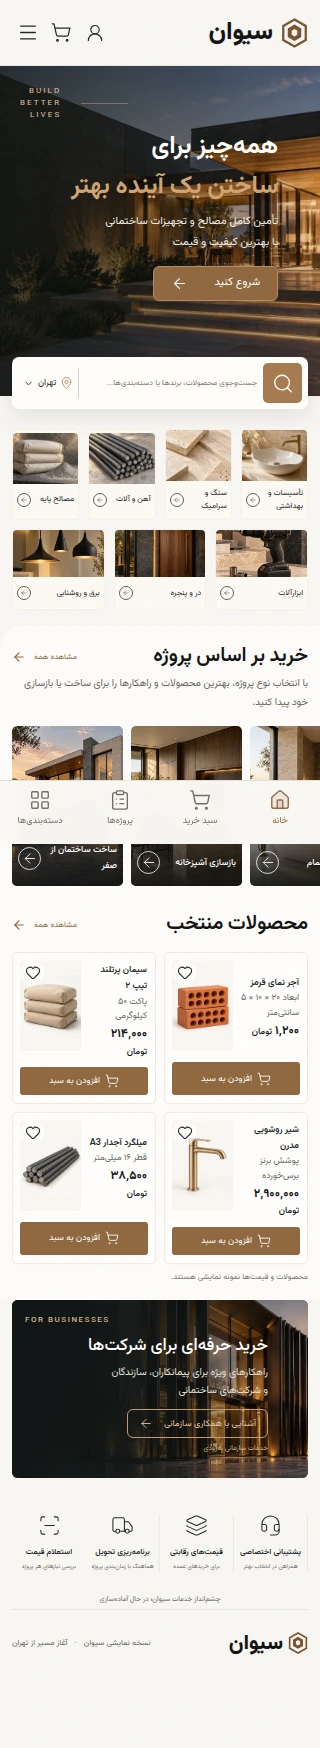 سیوان
BUILD
BETTER
LIVES
همه‌چیز برای
ساختن یک آینده بهتر
تأمین کامل مصالح و تجهیزات ساختمانی
با بهترین کیفیت و قیمت
شروع کنید
جست‌وجوی محصولات، برندها یا دسته‌بندی‌ها...
تهران
تأسیسات و
بهداشتی
سنگ و
سرامیک
آهن و آلات
مصالح پایه
ابزارآلات
در و پنجره
برق و روشنایی
خرید بر اساس پروژه
مشاهده همه
با انتخاب نوع پروژه، بهترین محصولات و راهکارها را برای ساخت یا بازسازی
خود پیدا کنید.
خانه
سبد خرید
پروژه‌ها
دسته‌بندی‌ها
بازسازی آشپزخانه
ساخت ساختمان از
صفر
محصولات منتخب
مشاهده همه
آجر نمای قرمز
ابعاد ۲۰ × ۱۰ × ۵
سانتی‌متر
۱,۲۰۰ تومان
افزودن به سبد
سیمان پرتلند
تیپ ۲
پاکت ۵۰
کیلوگرمی
۲۱۴,۰۰۰
تومان
افزودن به سبد
شیر روشویی
مدرن
پوشش برنز
برس‌خورده
۲,۹۰۰,۰۰۰
تومان
افزودن به سبد
میلگرد آجدار A3
قطر ۱۶ میلی‌متر
۳۸,۵۰۰
تومان
افزودن به سبد
محصولات و قیمت‌ها نمونه نمایشی هستند.
FOR BUSINESSES
خرید حرفه‌ای برای شرکت‌ها
راهکارهای ویژه برای پیمانکاران، سازندگان
و شرکت‌های ساختمانی
آشنایی با همکاری سازمانی
خدمات سازمانی به‌زودی
پشتیبانی اختصاصی
همراهی در انتخاب بهتر
قیمت‌های رقابتی
برای خریدهای عمده
برنامه‌ریزی تحویل
هماهنگ با زمان‌بندی پروژه
استعلام قیمت
بررسی نیازهای هر پروژه
چشم‌انداز خدمات سیوان؛ در حال آماده‌سازی
سیوان
نسخه نمایشی سیوان · آغاز مسیر از تهران